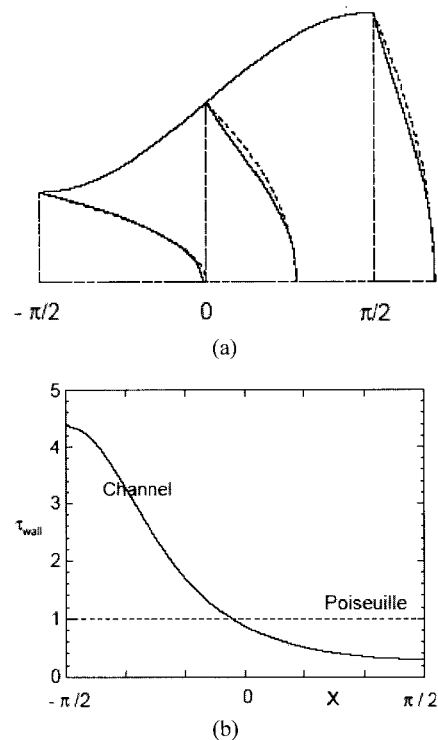 - π/2 0 π/2
(a)
5
4
Channel
3
τwall
2
Poiseuille
1
0
- π/2 0 X π/2
(b)